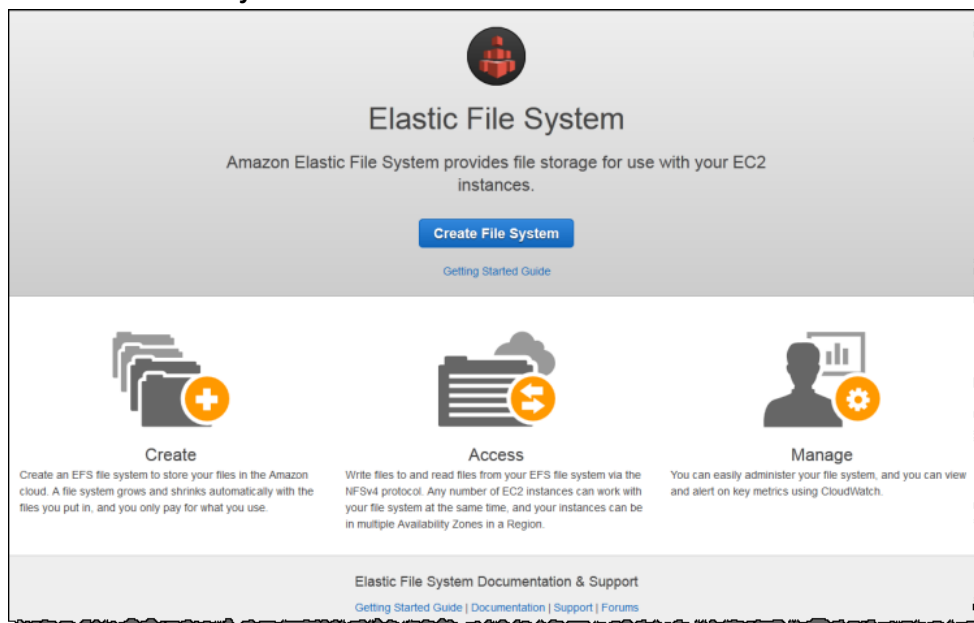 Elastic File System
Amazon Elastic File System provides file storage for use with your EC2
instances.
Create File System
Getting Started Guide
Create
Create an EFS file system to store your files in the Amazon
cloud. A file system grows and shrinks automatically with the
files you put in, and you only pay for what you use.
Access
Write files to and read files from your EFS file system via the
NFSv4 protocol. Any number of EC2 instances can work with
your file system at the same time, and your instances can be
in multiple Availability Zones in a Region.
Manage
You can easily administer your file system, and you can view
and alert on key metrics using CloudWatch.
Elastic File System Documentation & Support
Getting Started Guide | Documentation | Support | Forums